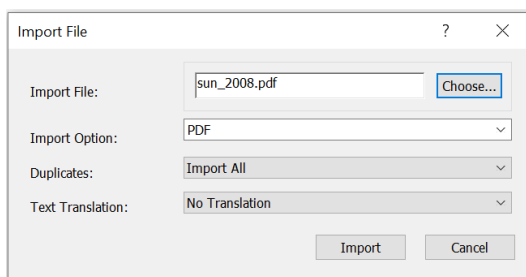 Import File
?
Import File:
sun_2008.pdf
Choose...
Import Option:
PDF
Duplicates:
Import All
Text Translation:
No Translation
Import
Cancel